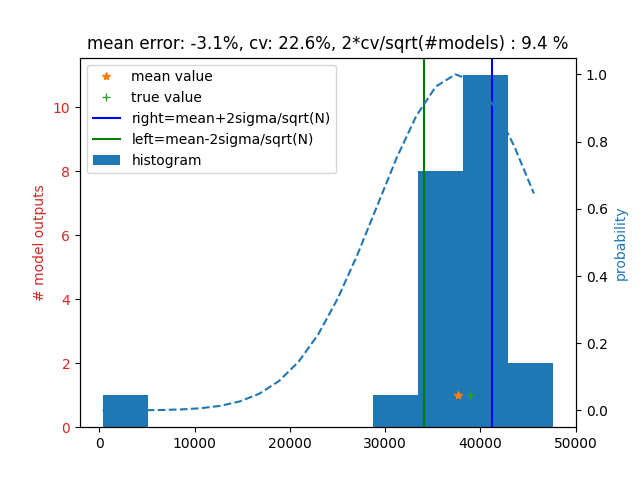 mean error: -3.1%, cv: 22.6%, 2*cv/sqrt(#models) : 9.4 %
mean value
true value
right=mean+2sigma/sqrt(N)
left=mean-2sigma/sqrt(N)
histogram
# model outputs
10
8
6
4
2
0
1.0
0.8
0.6
0.4
0.2
0.0
probability
0
10000
20000
30000
40000
50000